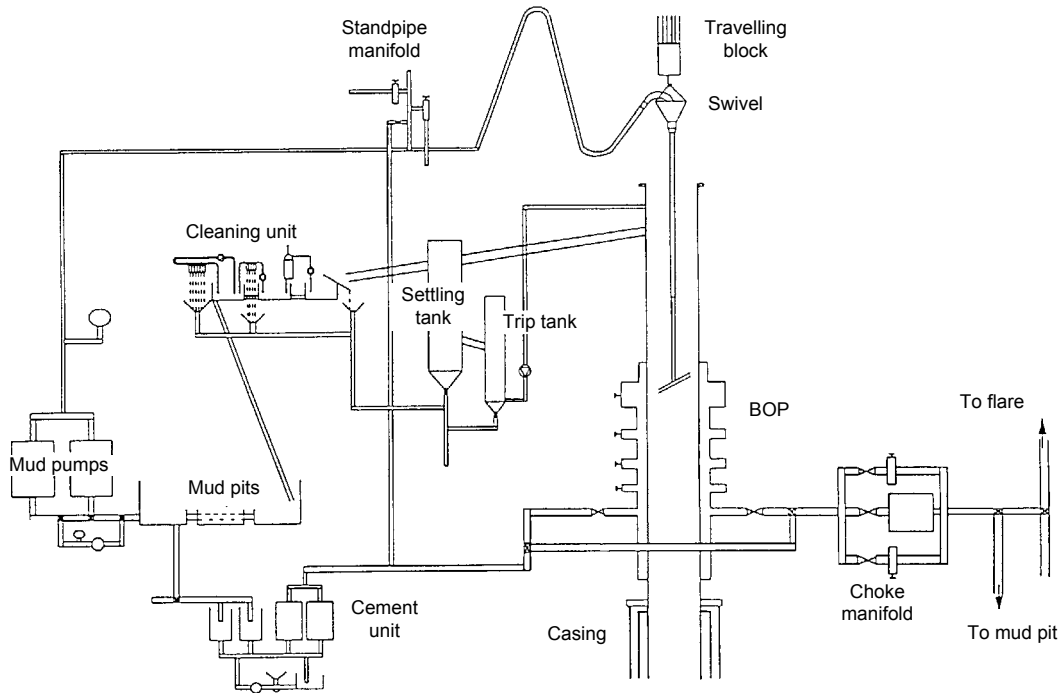 Standpipe
manifold
Travelling
block
Swivel
Cleaning unit
Settling
tank
Trip tank
BOP
To flare
Mud pumps
Mud pits
Cement
unit
Casing
Choke
manifold
To mud pit